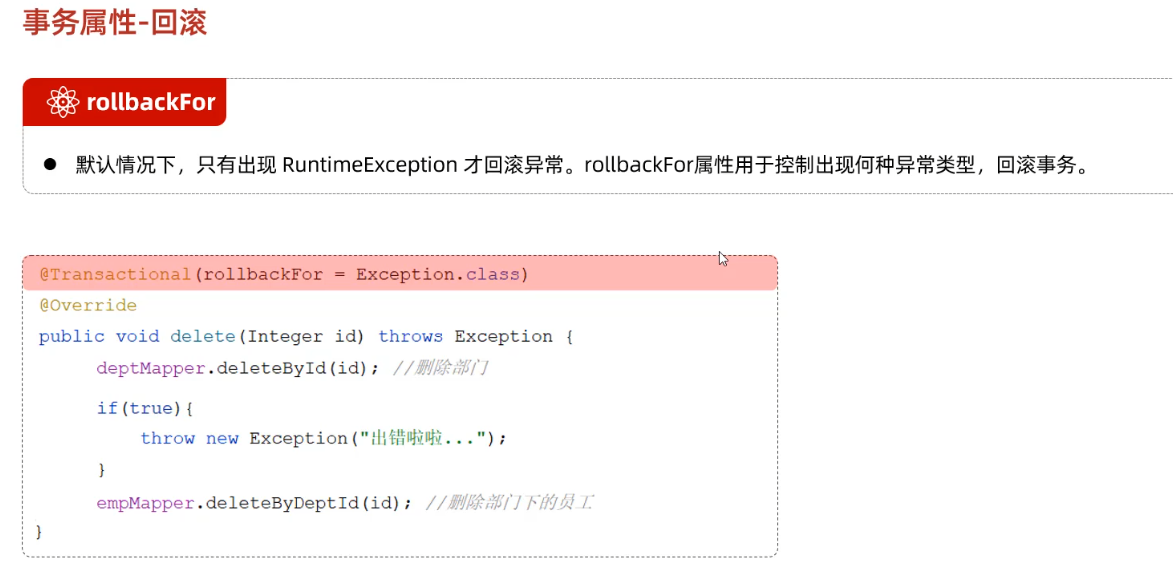 事务属性-回滚
rollbackFor
默认情况下，只有出现 RuntimeException 才回滚异常。rollbackFor属性用于控制出现何种异常类型，回滚事务。
@Transactional(rollbackFor = Exception.class)
@Override
public void delete(Integer id) throws Exception {
deptMapper.deleteById(id); //删除部门
if(true){
throw new Exception("出错啦啦...");
}
empMapper.deleteByDeptId(id); //删除部门下的员工
}